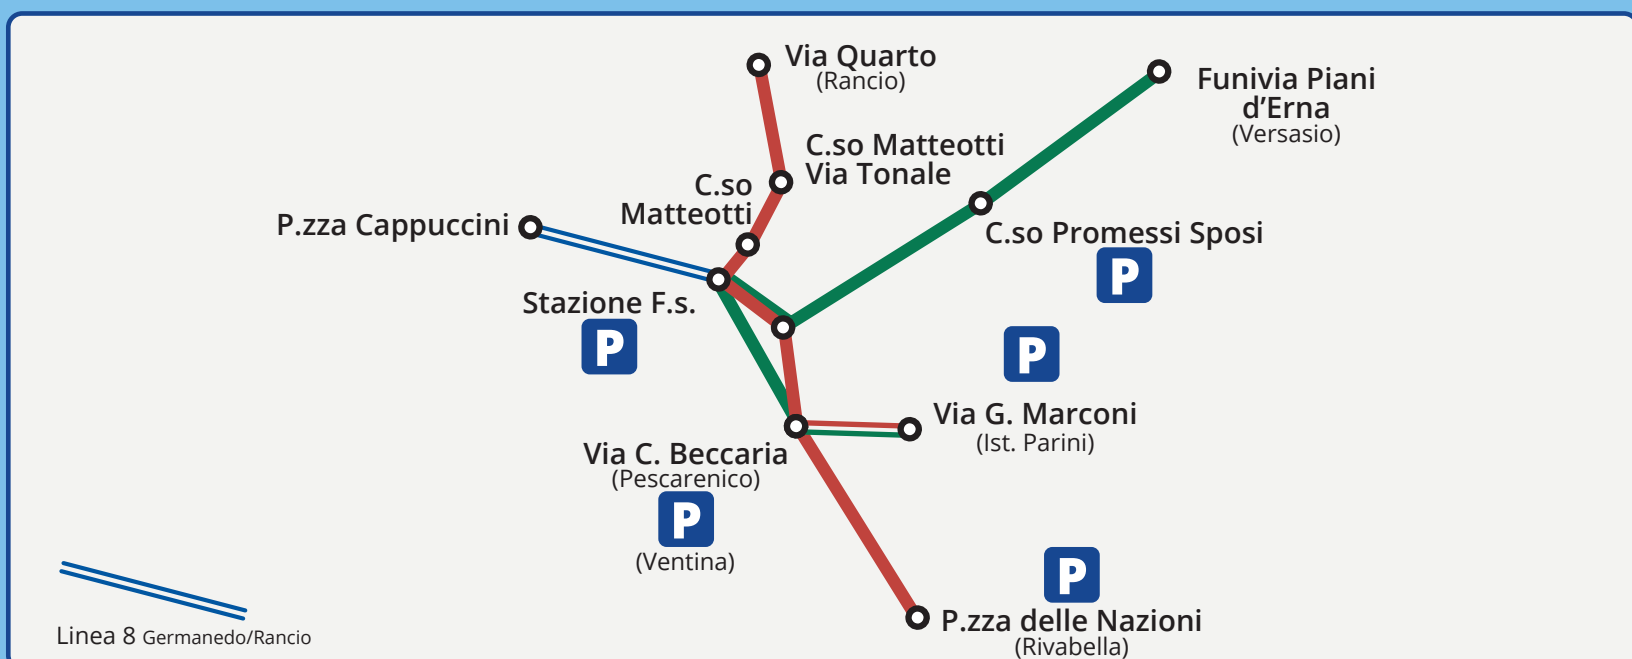 Via Quarto
(Rancio)
Funivia Piani
d'Erna
(Versasio)
C.so Matteotti
Via Tonale
C.so
Matteotti
P.zza Cappuccini
C.so Promessi Sposi
P
Stazione F.s.
P
P
Via G. Marconi
(Ist. Parini)
Via C. Beccaria
(Pescarenico)
P
(Ventina)
P
P.zza delle Nazioni
(Rivabella)
Linea 8 Germanedo/Rancio